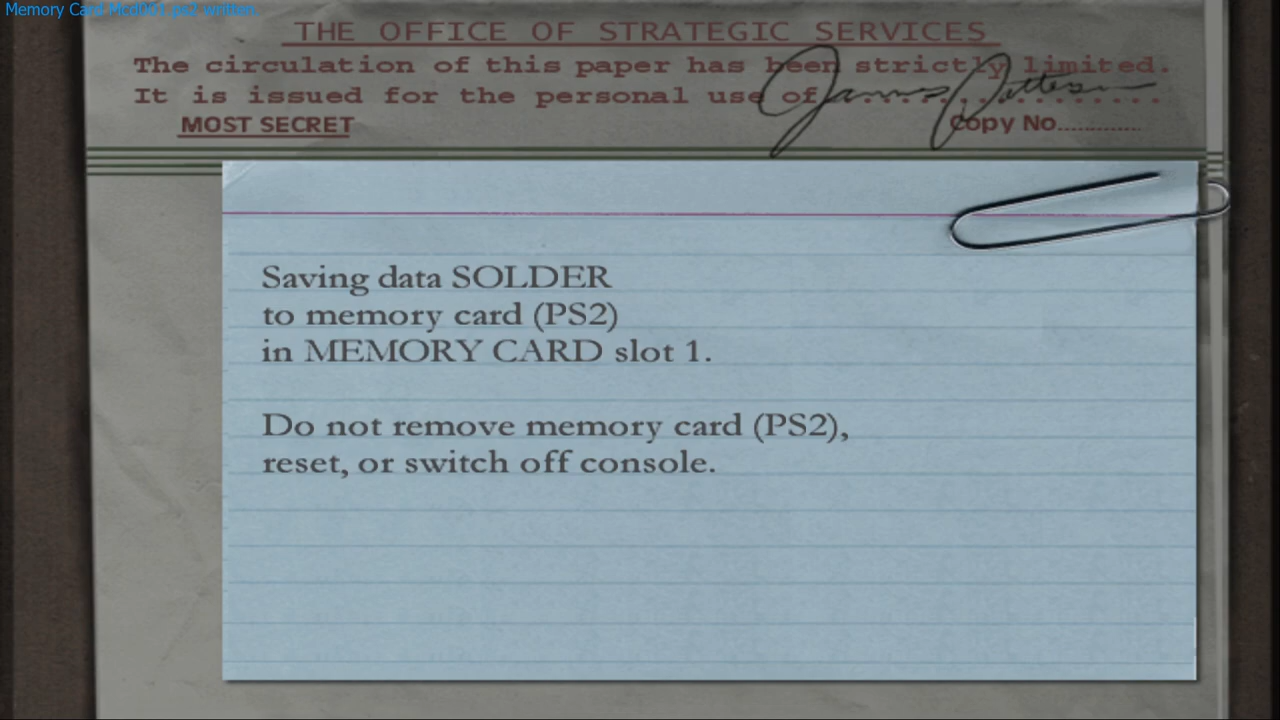 Memory Card Mcd001.ps2 written.
THE OFFICE OF STRATEGIC SERVICES
The circulation of this paper has been strictly limited.
It is issued for the personal use of....................
James Patterson
MOST SECRET
Copy No.............
Saving data SOLDER
to memory card (PS2)
in MEMORY CARD slot 1.
Do not remove memory card (PS2),
reset, or switch off console.